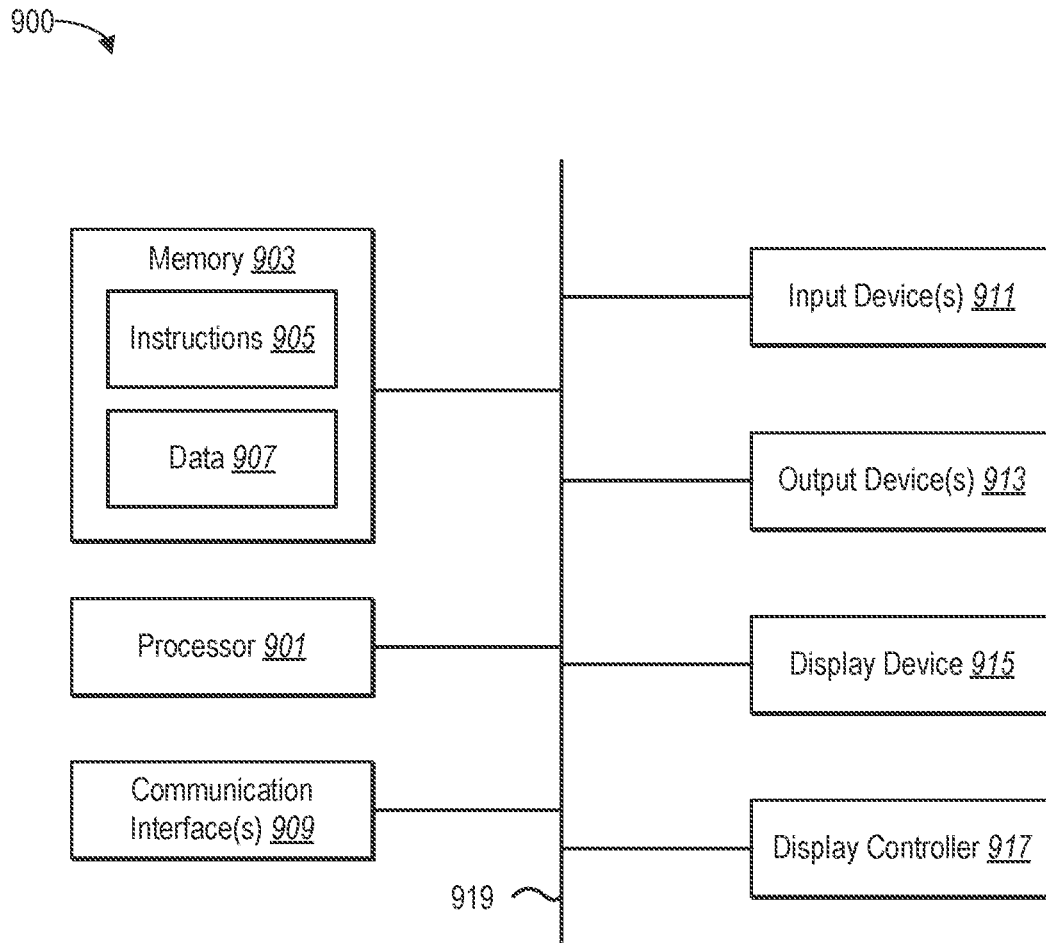 900
Memory 903
Instructions 905
Data 907
Processor 901
Communication
Interface(s) 909
919
Input Device(s) 911
Output Device(s) 913
Display Device 915
Display Controller 917